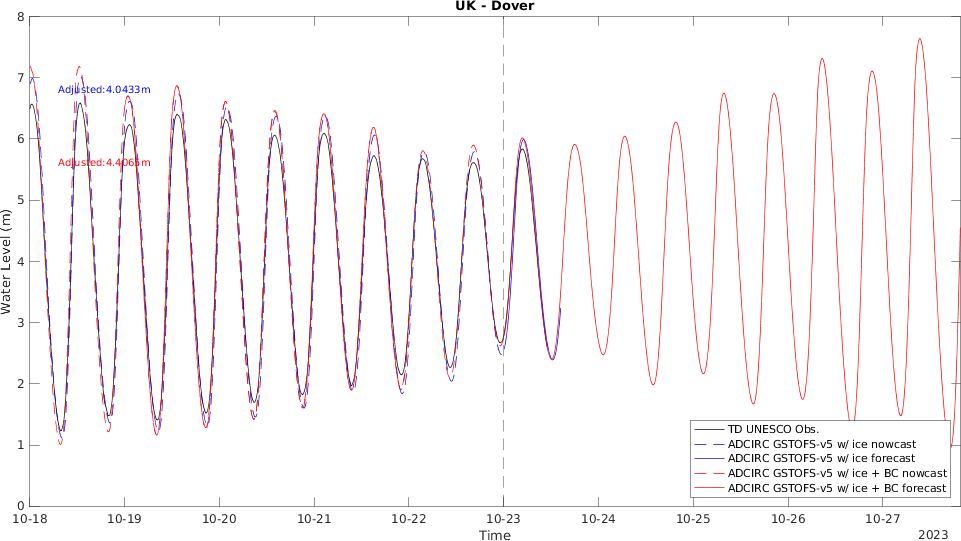 UK - Dover
8
7
6
5
4
3
2
1
0
Water Level (m)
Adjusted:4.0433m
Adjusted:4.4065m
TD UNESCO Obs.
ADCIRC GSTOFS-v5 w/ ice nowcast
ADCIRC GSTOFS-v5 w/ ice forecast
ADCIRC GSTOFS-v5 w/ ice + BC nowcast
ADCIRC GSTOFS-v5 w/ ice + BC forecast
10-18 10-19 10-20 10-21 10-22 10-23 10-24 10-25 10-26 10-27
Time
2023